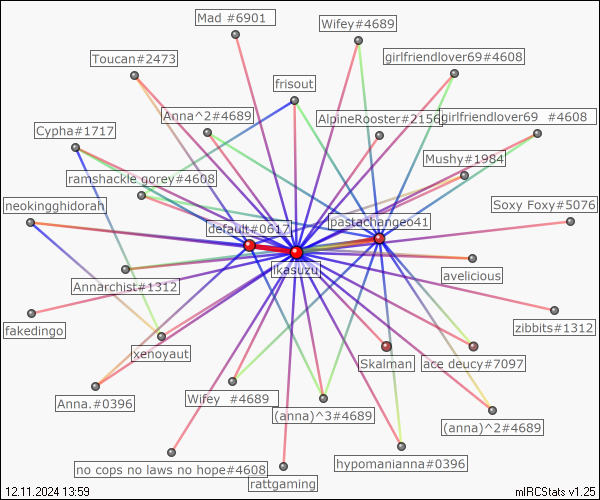 Mad #6901
Wifey#4689
Toucan#2473
girlfriendlover69#4608
frisout
Anna^2#4689
AlpineRooster#2156
girlfriendlover69 #4608
Cypha#1717
Mushy#1984
ramshackle gorey#4608
neokingghidorah
Soxy Foxy#5076
default#0617
pastachangeo41
ikasuzu
Annarchist#1312
avelicious
fakedingo
zibbits#1312
xenoyaut
Skalman
ace deucy#7097
Anna.#0396
Wifey #4689
(anna)^3#4689
(anna)^2#4689
no cops no laws no hope#4608
hypomanianna#0396
rattgaming
12.11.2024 13:59
mIRCStats v1.25